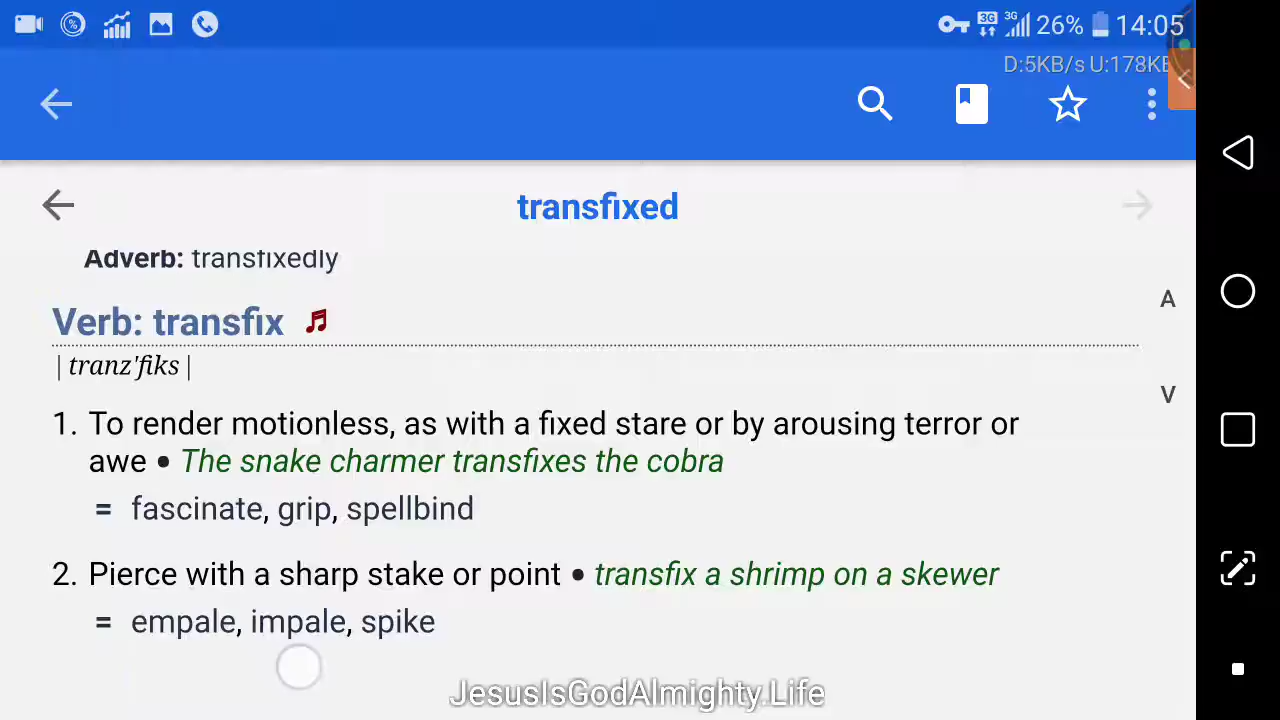 3G 3G 26% 14:05
D:5KB/s U:178KB
transfixed
Adverb: transfixedly
Verb: transfix
A
| tranz'fiks |
V
1. To render motionless, as with a fixed stare or by arousing terror or
awe • The snake charmer transfixes the cobra
= fascinate, grip, spellbind
2. Pierce with a sharp stake or point • transfix a shrimp on a skewer
= empale, impale, spike
JesusIsGodAlmighty.Life